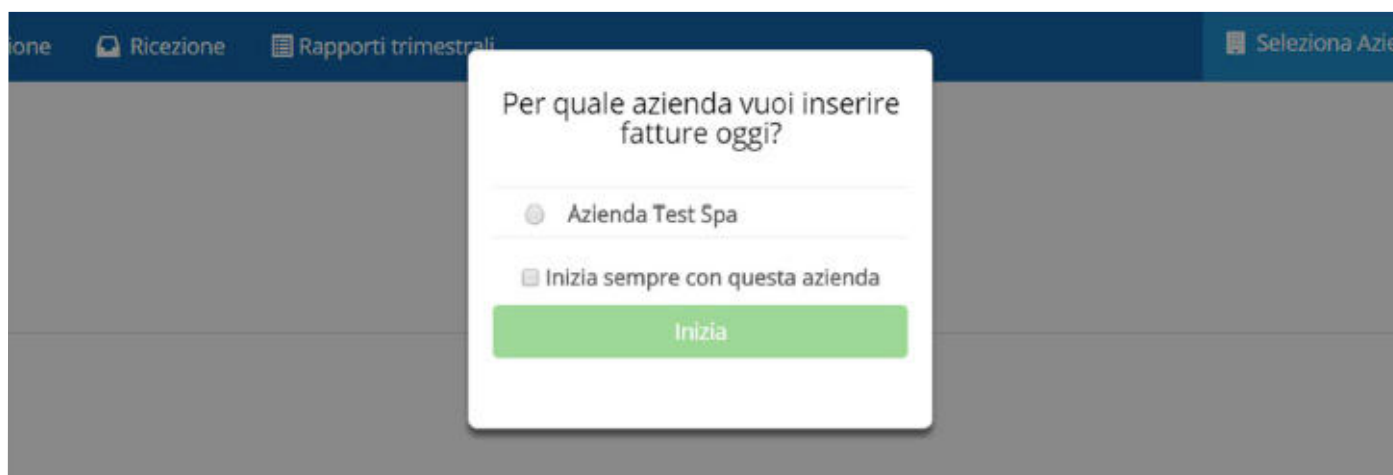 ione Ricezione Rapporti trimestrali Seleziona Azie
Per quale azienda vuoi inserire
fatture oggi?
Azienda Test Spa
Inizia sempre con questa azienda
Inizia